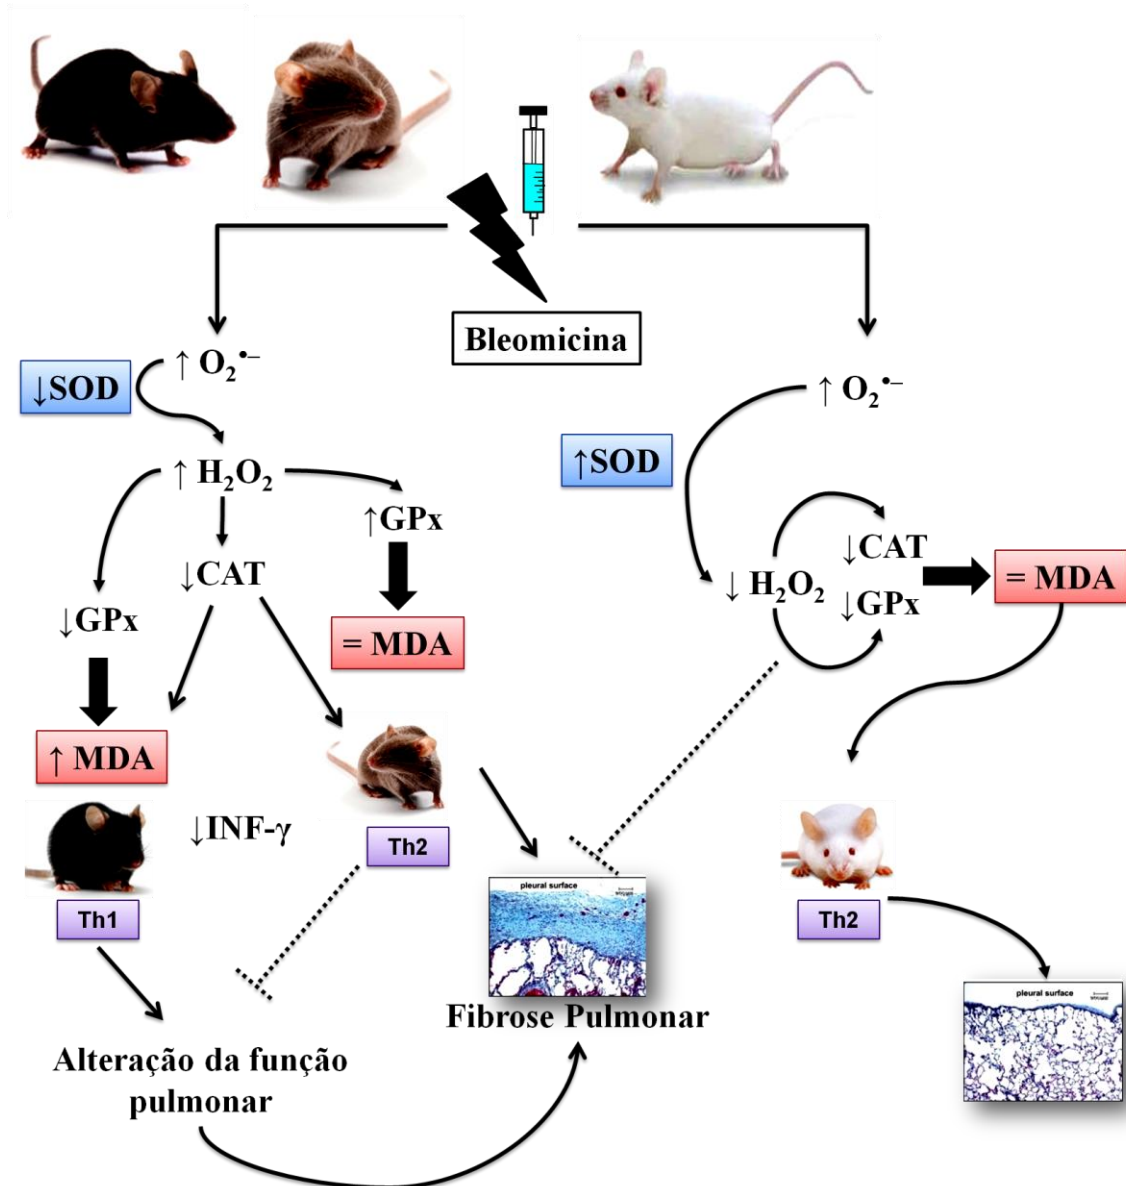 Bleomicina
↑ O₂•–
↓SOD
↑ O₂•–
↑SOD
↑ H₂O₂
↑GPx
↓CAT
↓CAT
↓ H₂O₂
= MDA
↓GPx
↓GPx
= MDA
↑ MDA
↓INF-γ
Th2
Th1
pleural surface
Th2
Fibrose Pulmonar
pleural surface
Alteração da função
pulmonar